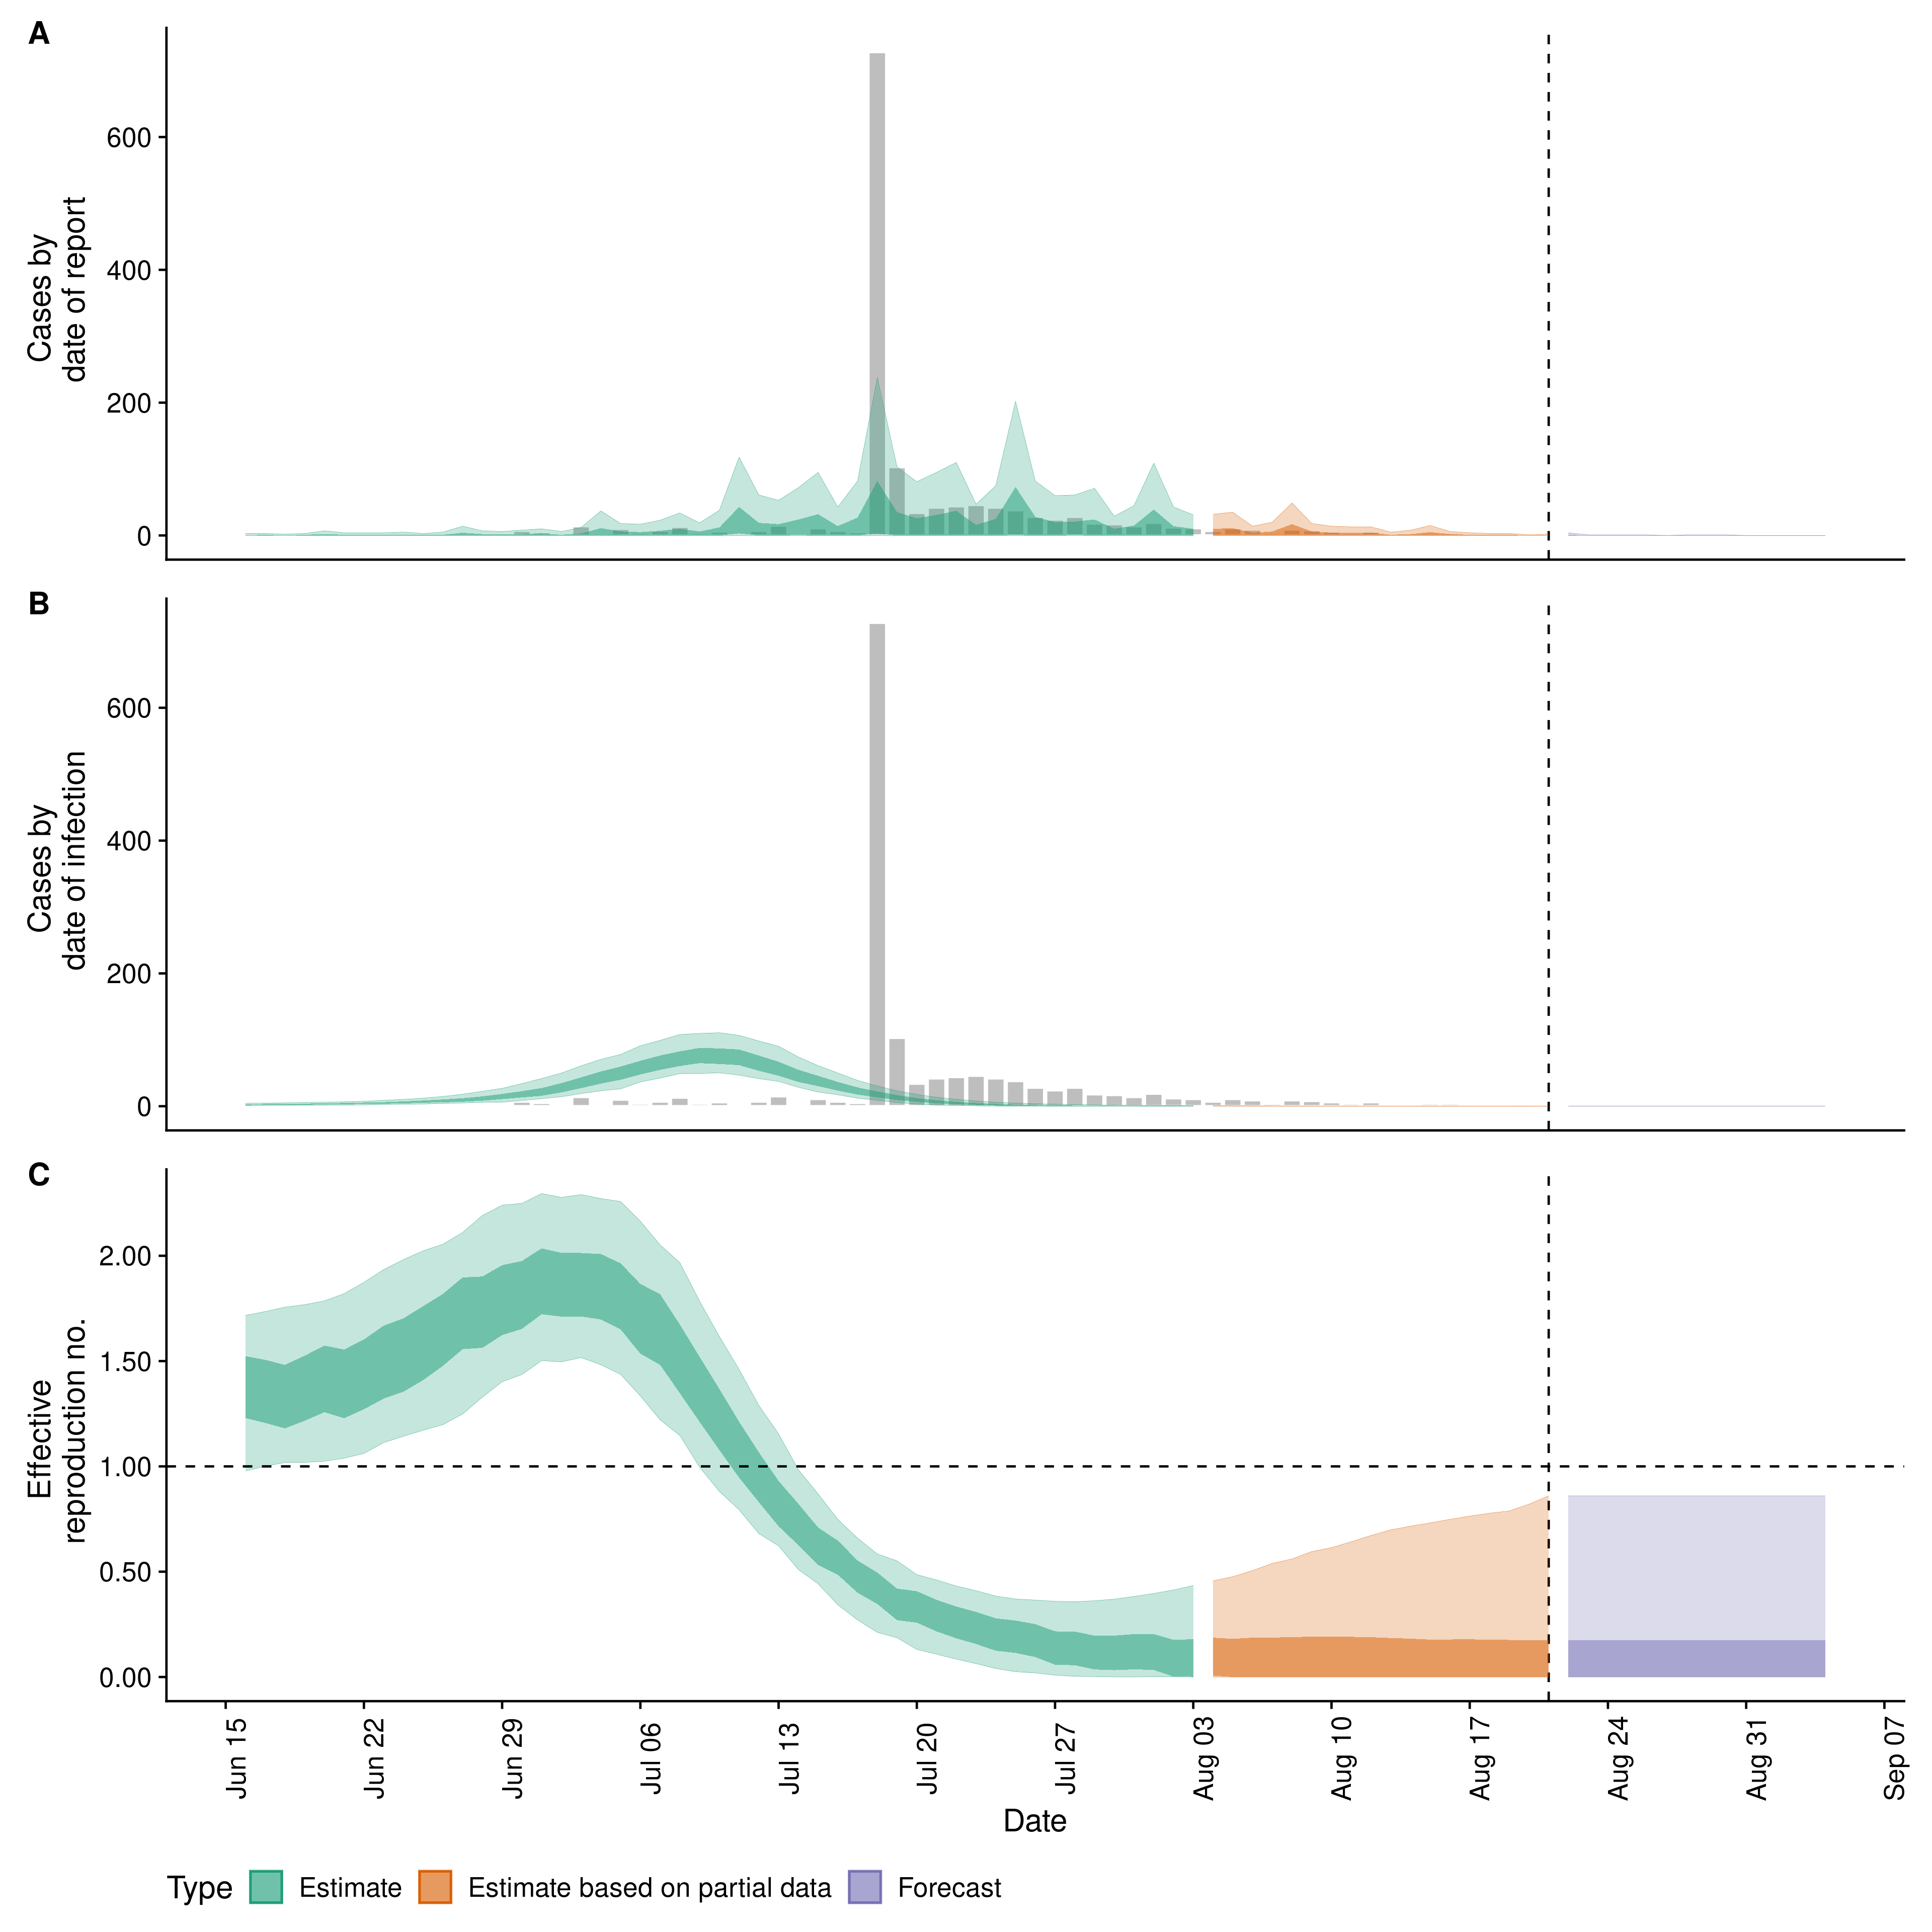 A
Cases by
date of report
600
400
200
0
B
Cases by
date of infection
600
400
200
0
C
Effective
reproduction no.
2.00
1.50
1.00
0.50
0.00
Jun 15
Jun 22
Jun 29
Jul 06
Jul 13
Jul 20
Jul 27
Aug 03
Aug 10
Aug 17
Aug 24
Aug 31
Sep 07
Date
Type Estimate Estimate based on partial data Forecast